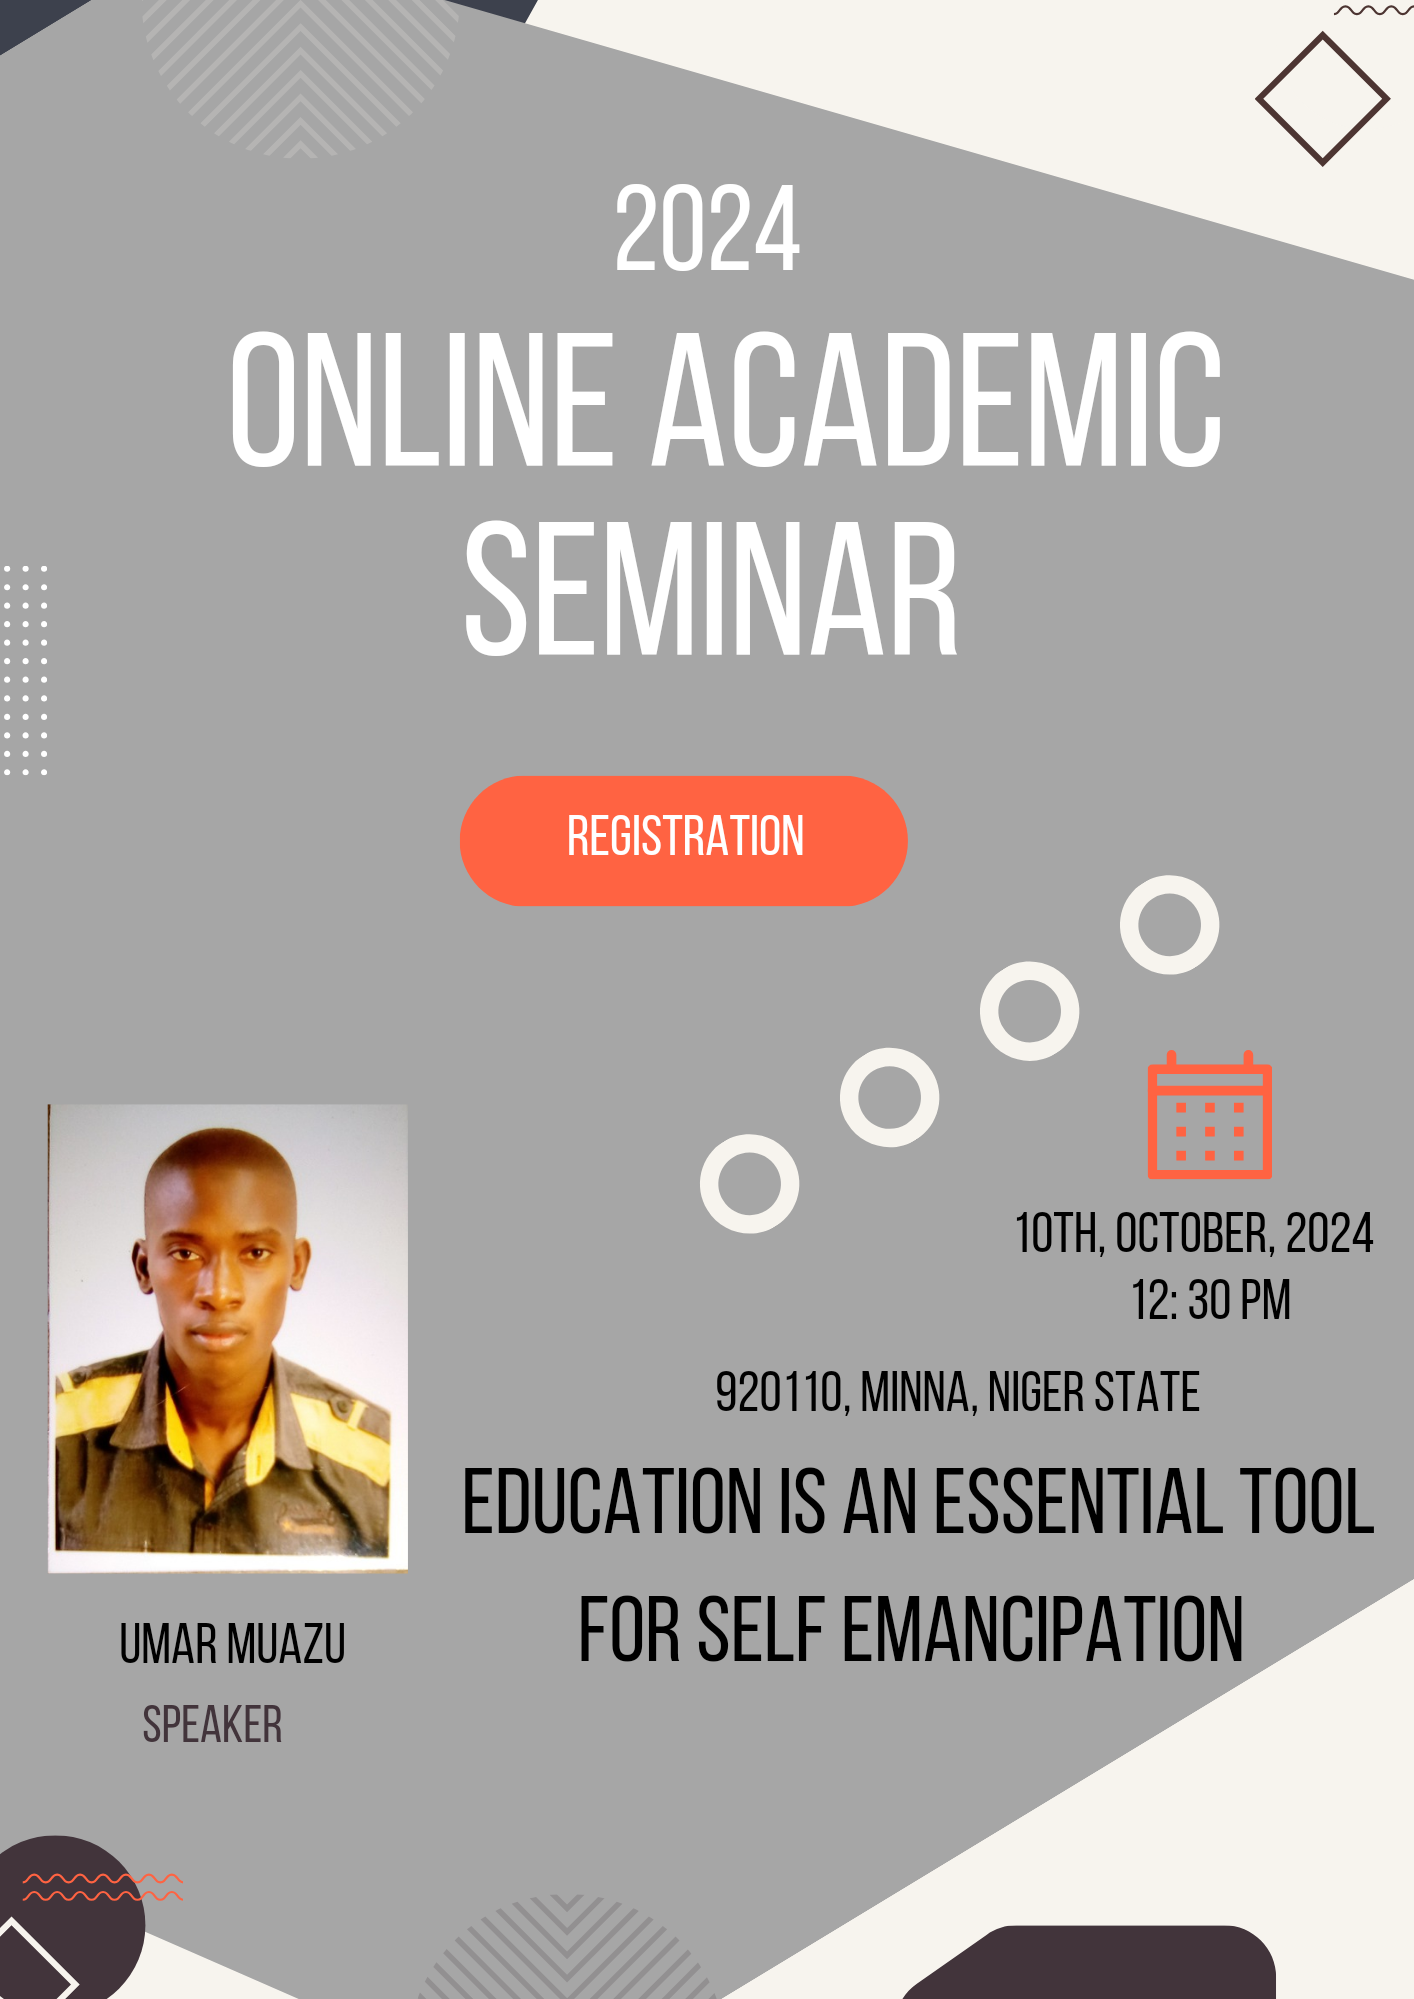 2024
ONLINE ACADEMIC
SEMINAR
REGISTRATION
10TH, OCTOBER, 2024
12: 30 PM
920110, MINNA, NIGER STATE
EDUCATION IS AN ESSENTIAL TOOL
FOR SELF EMANCIPATION
UMAR MUAZU
SPEAKER